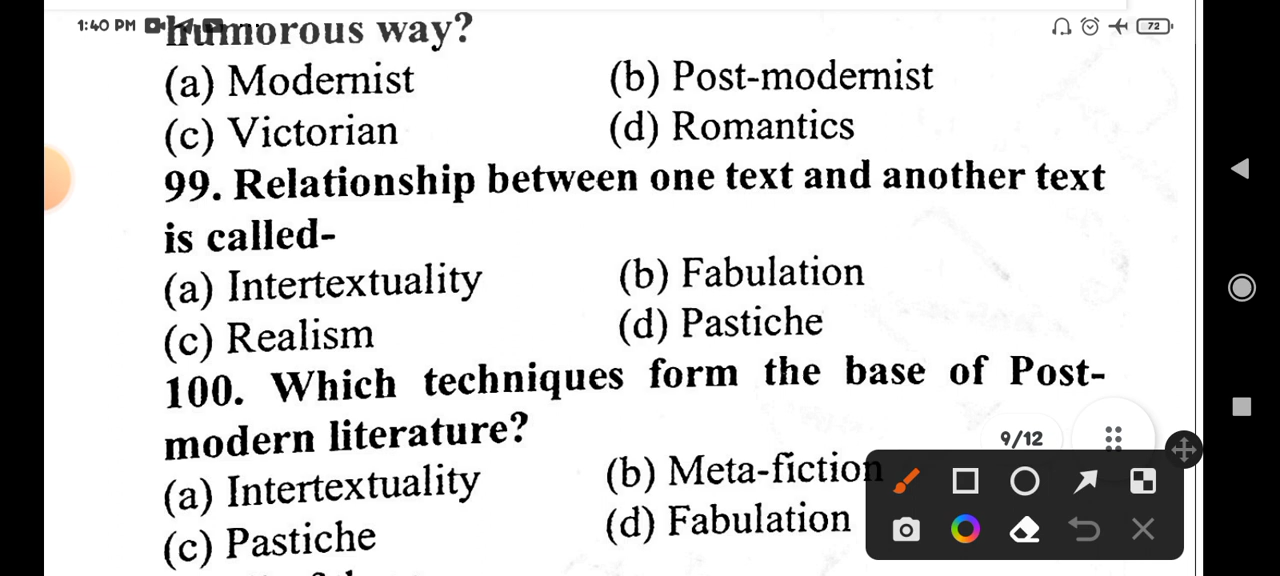 1:40 PM
72
humorous way?
(a) Modernist (b) Post-modernist
(c) Victorian (d) Romantics
99. Relationship between one text and another text
is called-
(a) Intertextuality (b) Fabulation
(c) Realism (d) Pastiche
100. Which techniques form the base of Post-
modern literature?
9/12
(a) Intertextuality (b) Meta-fiction
(c) Pastiche (d) Fabulation